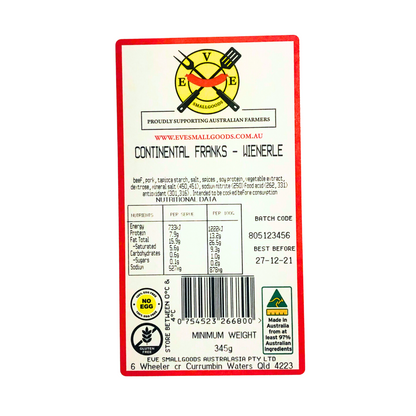 V
E E
SMALLGOODS
PROUDLY SUPPORTING AUSTRALIAN FARMERS
WWW.EVESMALLGOODS.COM.AU
CONTINENTAL FRANKS - WIENERLE
beef, pork, tapioca starch, salt, spices, soy protein, vegetable extract,
dextrose, mineral salt (450,451), sodium nitrite (250) Food acid (262, 331)
antioxidant (301,316). Intended to be cooked before consumption
NUTRITIONAL DATA
NUTRIENTS PER SERVE PER 100G
Energy 733kJ 1222kJ
Protein 7.9g 13.2g
Fat Total 15.9g 26.5g
-Saturated 5.6g 9.3g
Carbohydrates 0.6g 1.0g
-Sugars 0.1g 0.2g
Sodium 527mg 878mg
BATCH CODE
805123456
BEST BEFORE
27-12-21
NO
EGG
GLUTEN
FREE
STORE BETWEEN 0°C &
4°C
0 754523 266800 >
MINIMUM WEIGHT
345g
Made in
Australia
from at
least 97%
Australian
ingredients
EVE SMALLGOODS AUSTRALASIA PTY LTD
6 Wheeler cr Currumbin Waters Qld 4223